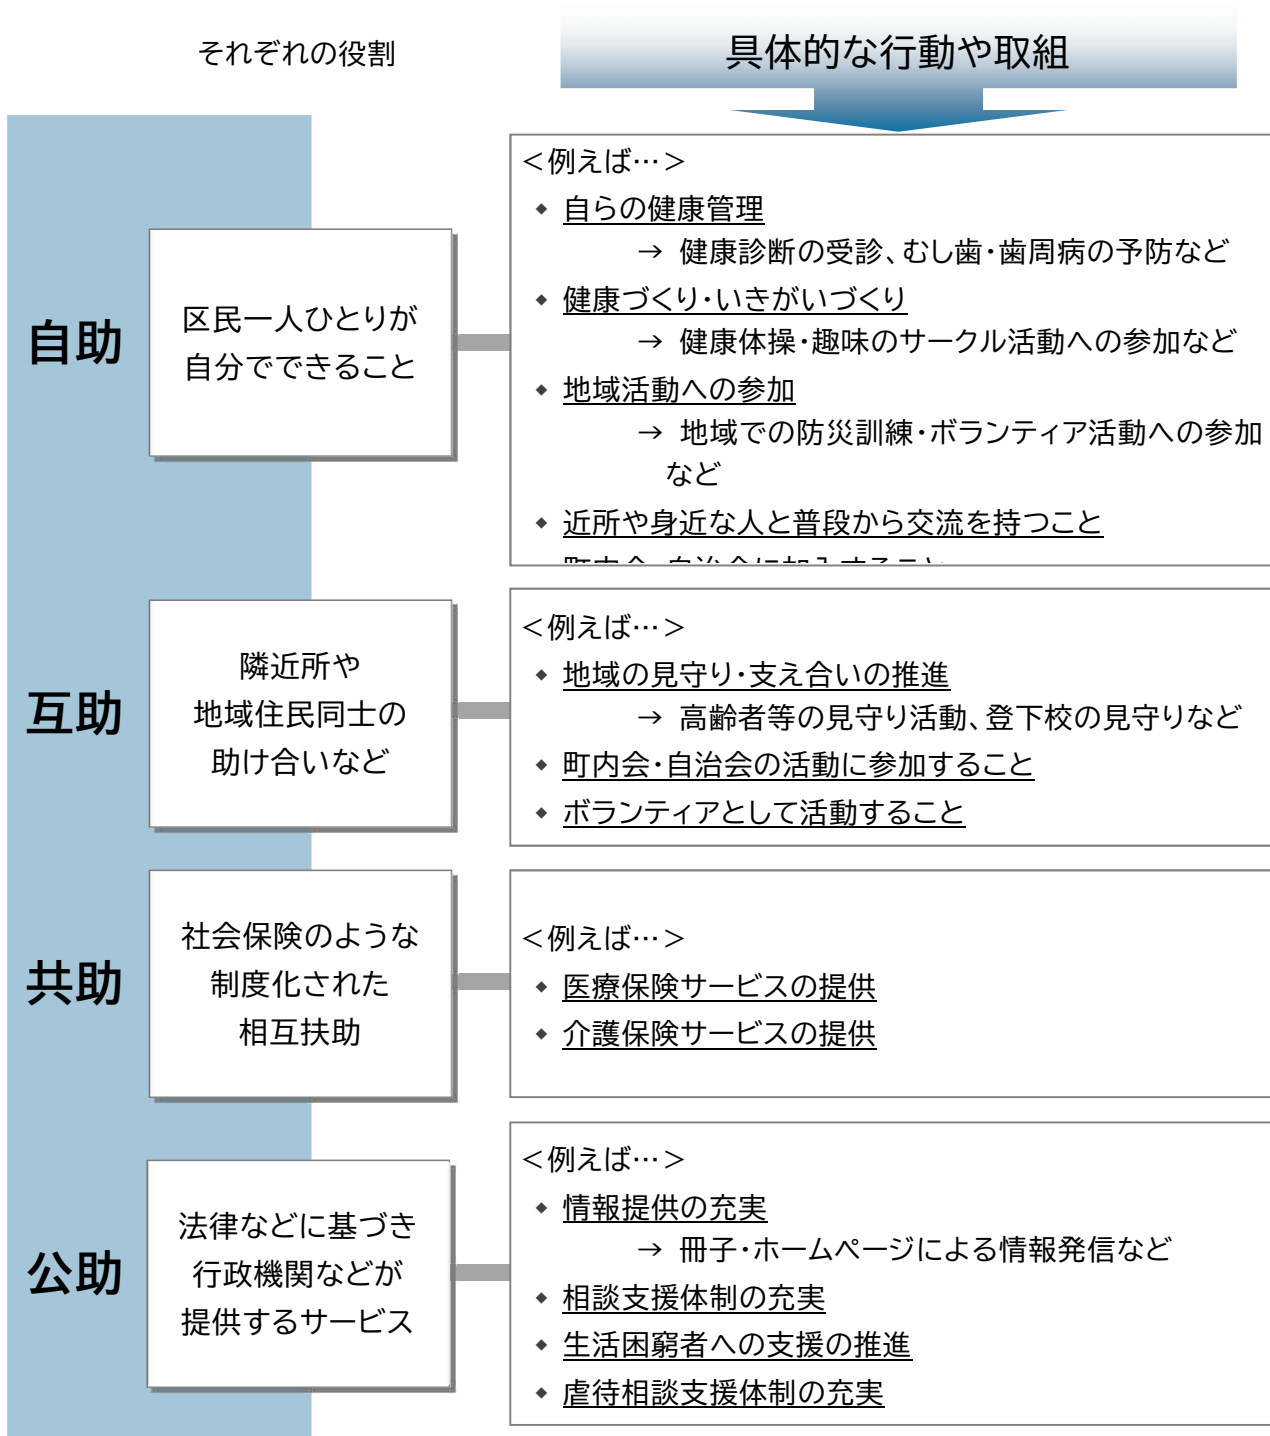 それぞれの役割
具体的な行動や取組
自助
区民一人ひとりが
自分でできること
＜例えば…＞
◆ 自らの健康管理
→ 健康診断の受診、むし歯・歯周病の予防など
◆ 健康づくり・いきがいづくり
→ 健康体操・趣味のサークル活動への参加など
◆ 地域活動への参加
→ 地域での防災訓練・ボランティア活動への参加
など
◆ 近所や身近な人と普段から交流を持つこと
町内会・自治会に加入すること
互助
隣近所や
地域住民同士の
助け合いなど
＜例えば…＞
◆ 地域の見守り・支え合いの推進
→ 高齢者等の見守り活動、登下校の見守りなど
◆ 町内会・自治会の活動に参加すること
◆ ボランティアとして活動すること
共助
社会保険のような
制度化された
相互扶助
＜例えば…＞
◆ 医療保険サービスの提供
◆ 介護保険サービスの提供
公助
法律などに基づき
行政機関などが
提供するサービス
＜例えば…＞
◆ 情報提供の充実
→ 冊子・ホームページによる情報発信など
◆ 相談支援体制の充実
◆ 生活困窮者への支援の推進
◆ 虐待相談支援体制の充実